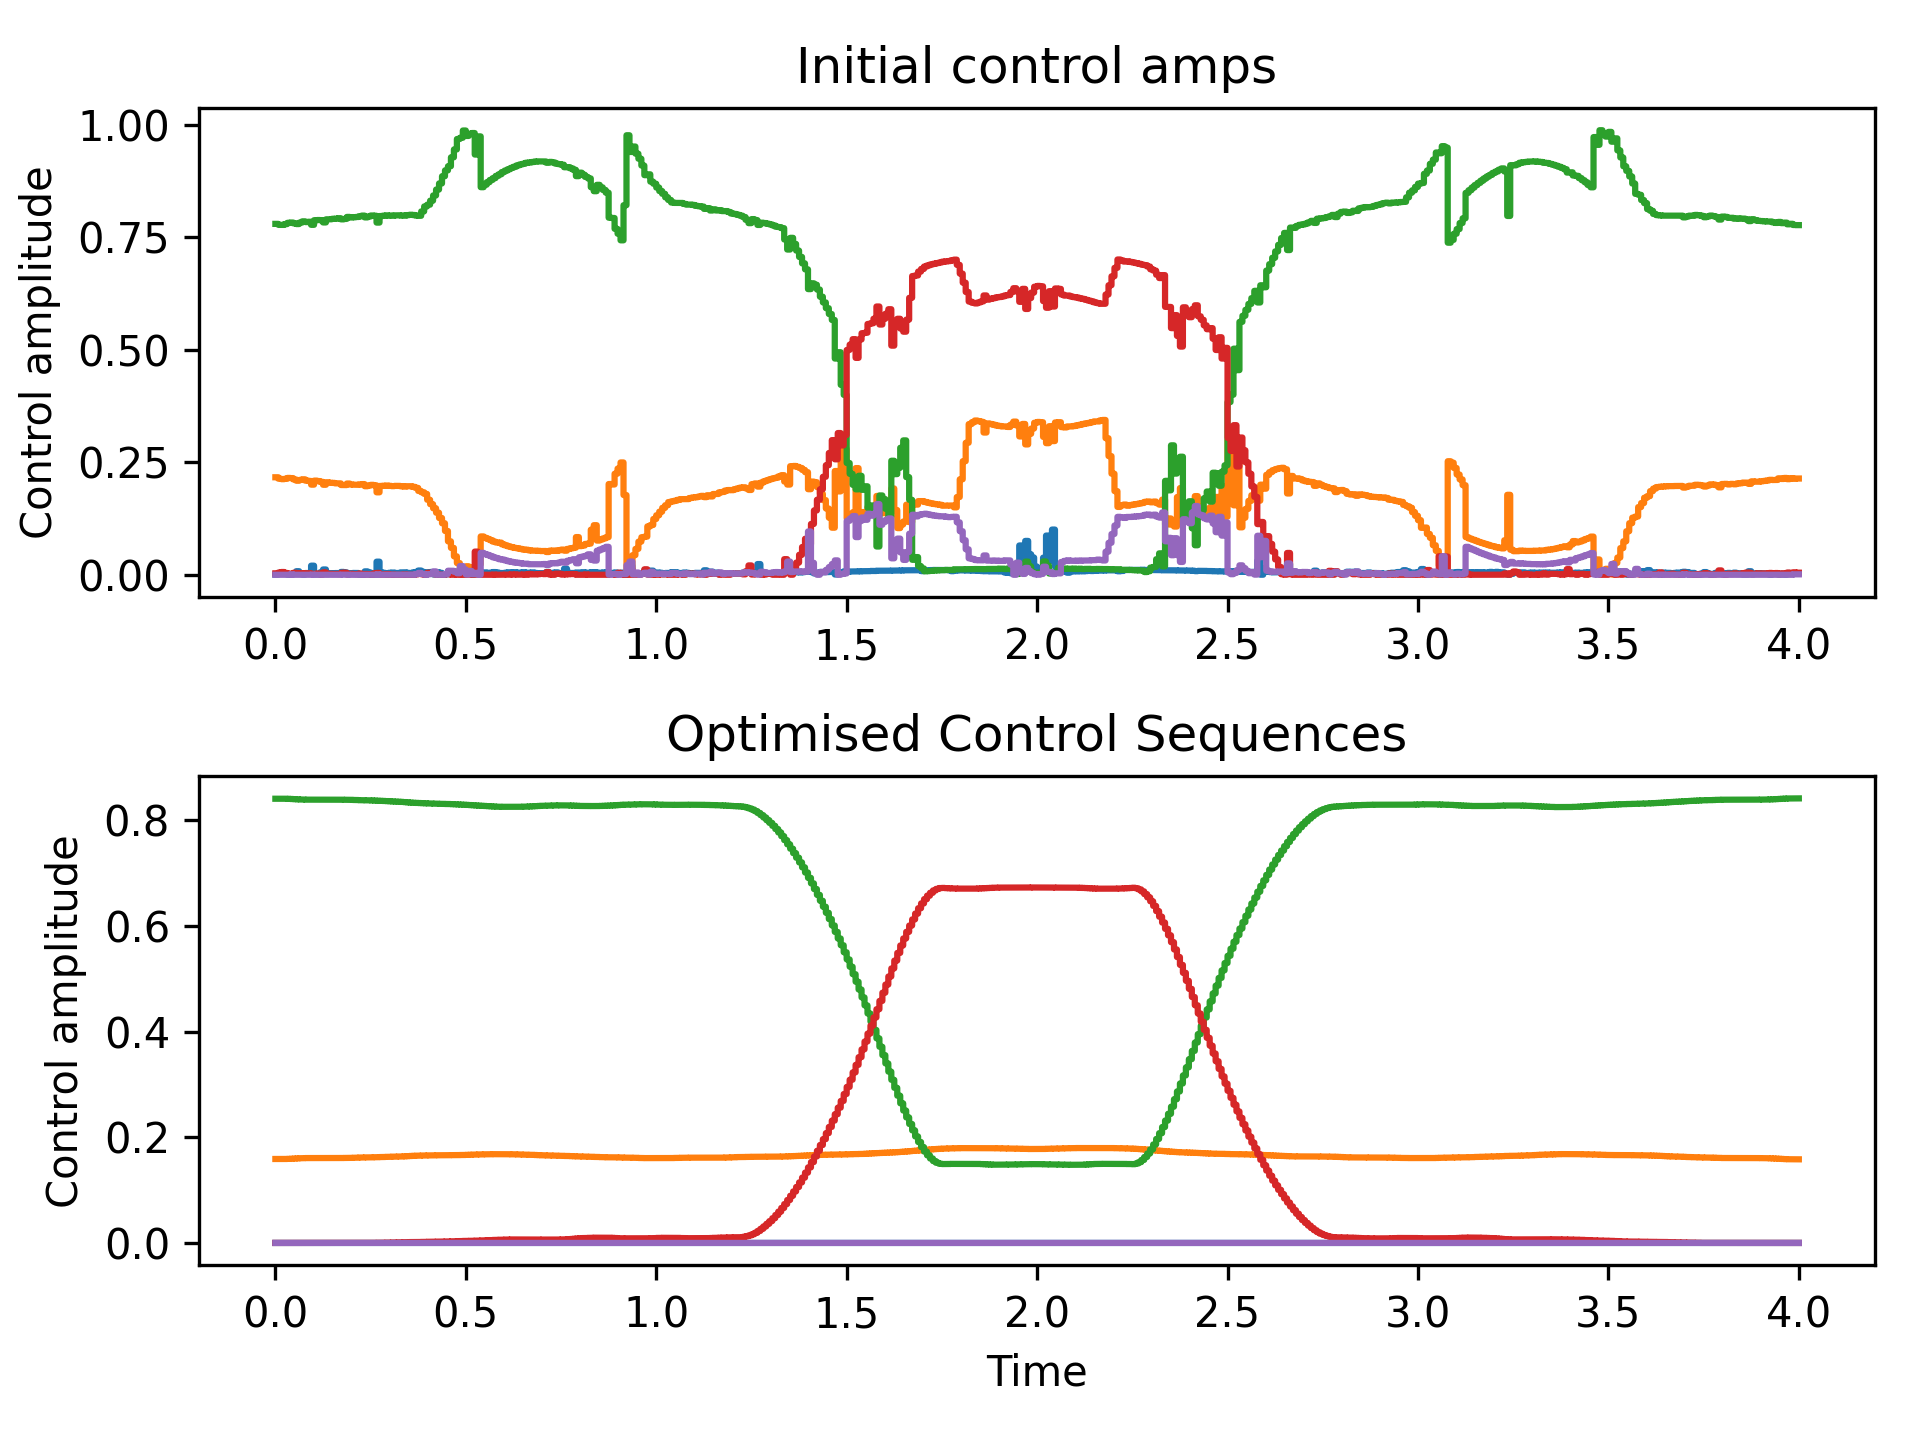 Initial control amps
Control amplitude
1.00
0.75
0.50
0.25
0.00
0.0 0.5 1.0 1.5 2.0 2.5 3.0 3.5 4.0
Optimised Control Sequences
Control amplitude
0.8
0.6
0.4
0.2
0.0
0.0 0.5 1.0 1.5 2.0 2.5 3.0 3.5 4.0
Time